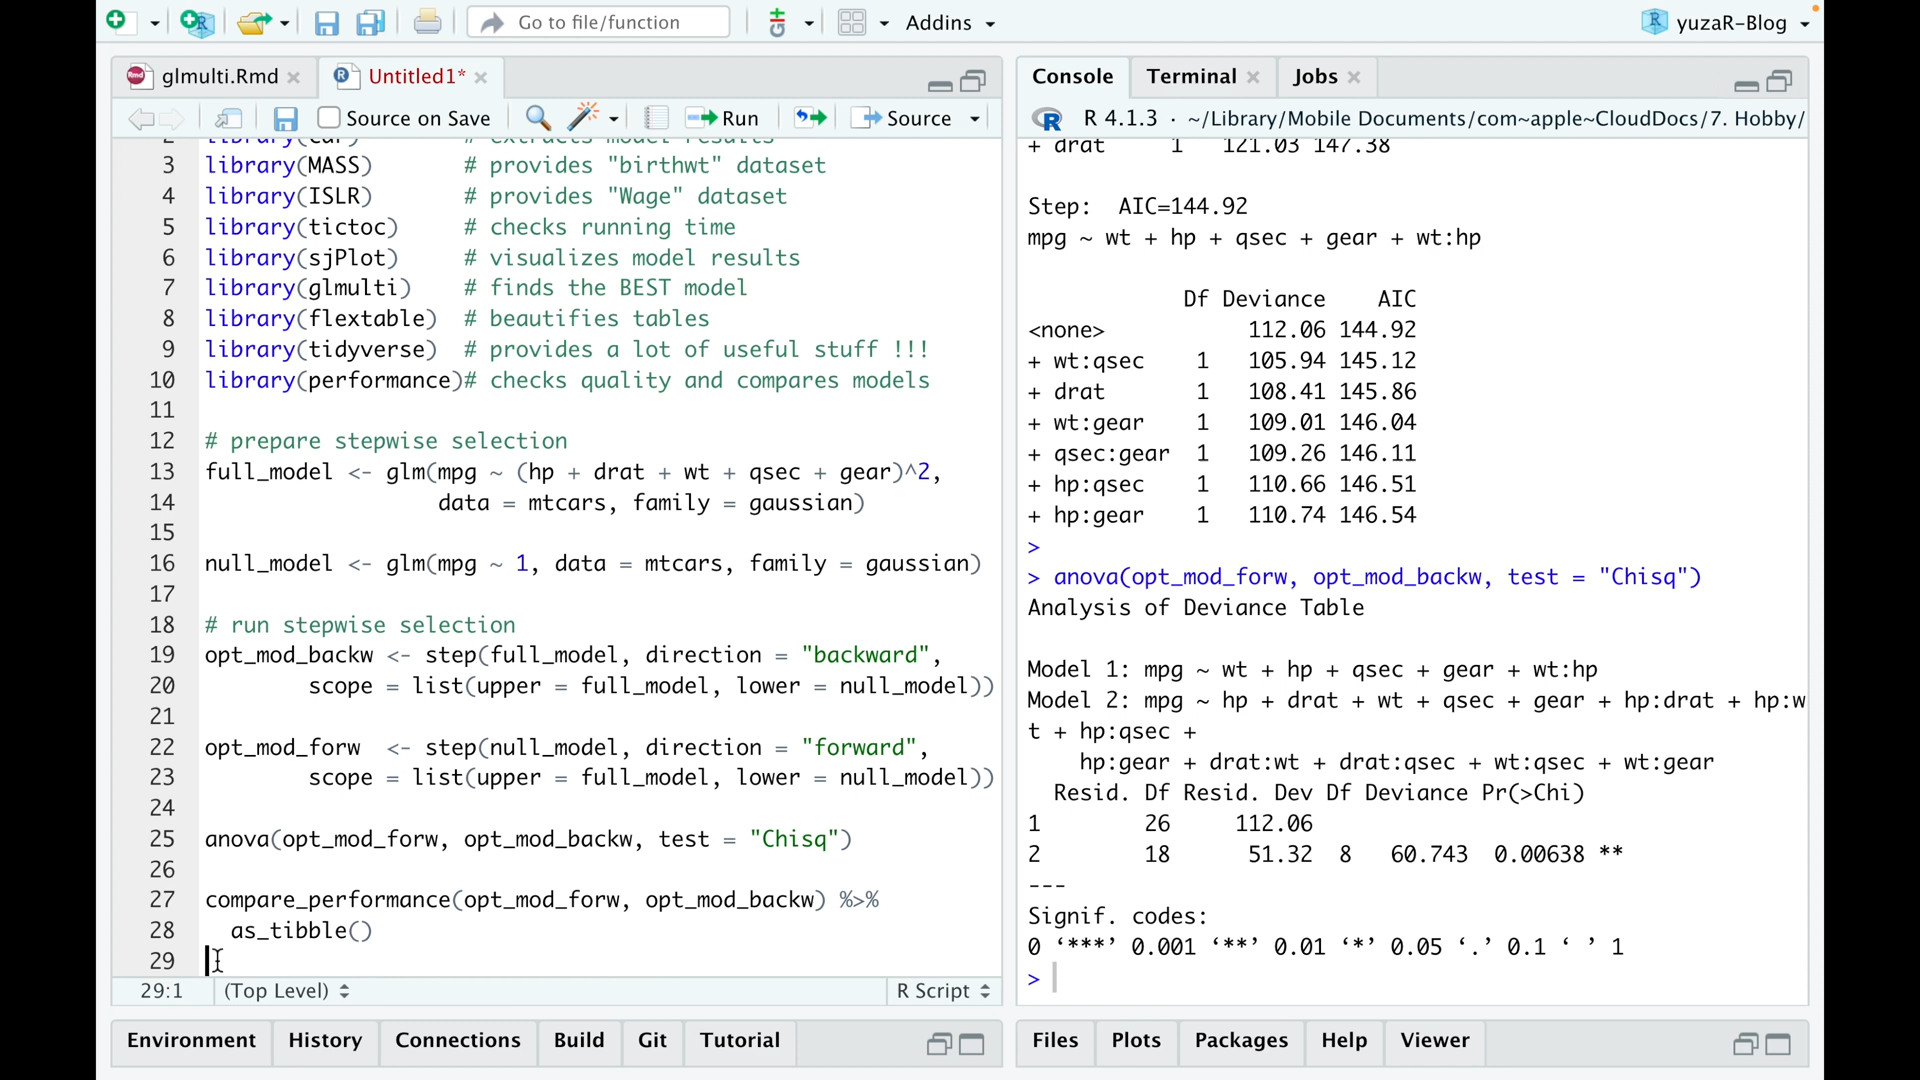 Go to file/function
Addins
yuzaR-Blog
glmulti.Rmd
Untitled1*
Source on Save
Run
Source
2 library(car) # extracts model results
3 library(MASS) # provides "birthwt" dataset
4 library(ISLR) # provides "Wage" dataset
5 library(tictoc) # checks running time
6 library(sjPlot) # visualizes model results
7 library(glmulti) # finds the BEST model
8 library(flextable) # beautifies tables
9 library(tidyverse) # provides a lot of useful stuff !!!
10 library(performance)# checks quality and compares models
11
12 # prepare stepwise selection
13 full_model <- glm(mpg ~ (hp + drat + wt + qsec + gear)^2,
14 data = mtcars, family = gaussian)
15
16 null_model <- glm(mpg ~ 1, data = mtcars, family = gaussian)
17
18 # run stepwise selection
19 opt_mod_backw <- step(full_model, direction = "backward",
20 scope = list(upper = full_model, lower = null_model))
21
22 opt_mod_forw <- step(null_model, direction = "forward",
23 scope = list(upper = full_model, lower = null_model))
24
25 anova(opt_mod_forw, opt_mod_backw, test = "Chisq")
26
27 compare_performance(opt_mod_forw, opt_mod_backw) %>%
28 as_tibble()
29
29:1 (Top Level) R Script
Environment History Connections Build Git Tutorial
Console Terminal Jobs
R 4.1.3 · ~/Library/Mobile Documents/com~apple~CloudDocs/7. Hobby/
+ drat 1 121.03 147.38
Step: AIC=144.92
mpg ~ wt + hp + qsec + gear + wt:hp
Df Deviance AIC
<none> 112.06 144.92
+ wt:qsec 1 105.94 145.12
+ drat 1 108.41 145.86
+ wt:gear 1 109.01 146.04
+ qsec:gear 1 109.26 146.11
+ hp:qsec 1 110.66 146.51
+ hp:gear 1 110.74 146.54
>
> anova(opt_mod_forw, opt_mod_backw, test = "Chisq")
Analysis of Deviance Table
Model 1: mpg ~ wt + hp + qsec + gear + wt:hp
Model 2: mpg ~ hp + drat + wt + qsec + gear + hp:drat + hp:w
t + hp:qsec +
hp:gear + drat:wt + drat:qsec + wt:qsec + wt:gear
Resid. Df Resid. Dev Df Deviance Pr(>Chi)
1 26 112.06
2 18 51.32 8 60.743 0.00638 **
---
Signif. codes:
0 ‘***’ 0.001 ‘**’ 0.01 ‘*’ 0.05 ‘.’ 0.1 ‘ ’ 1
>
Files Plots Packages Help Viewer